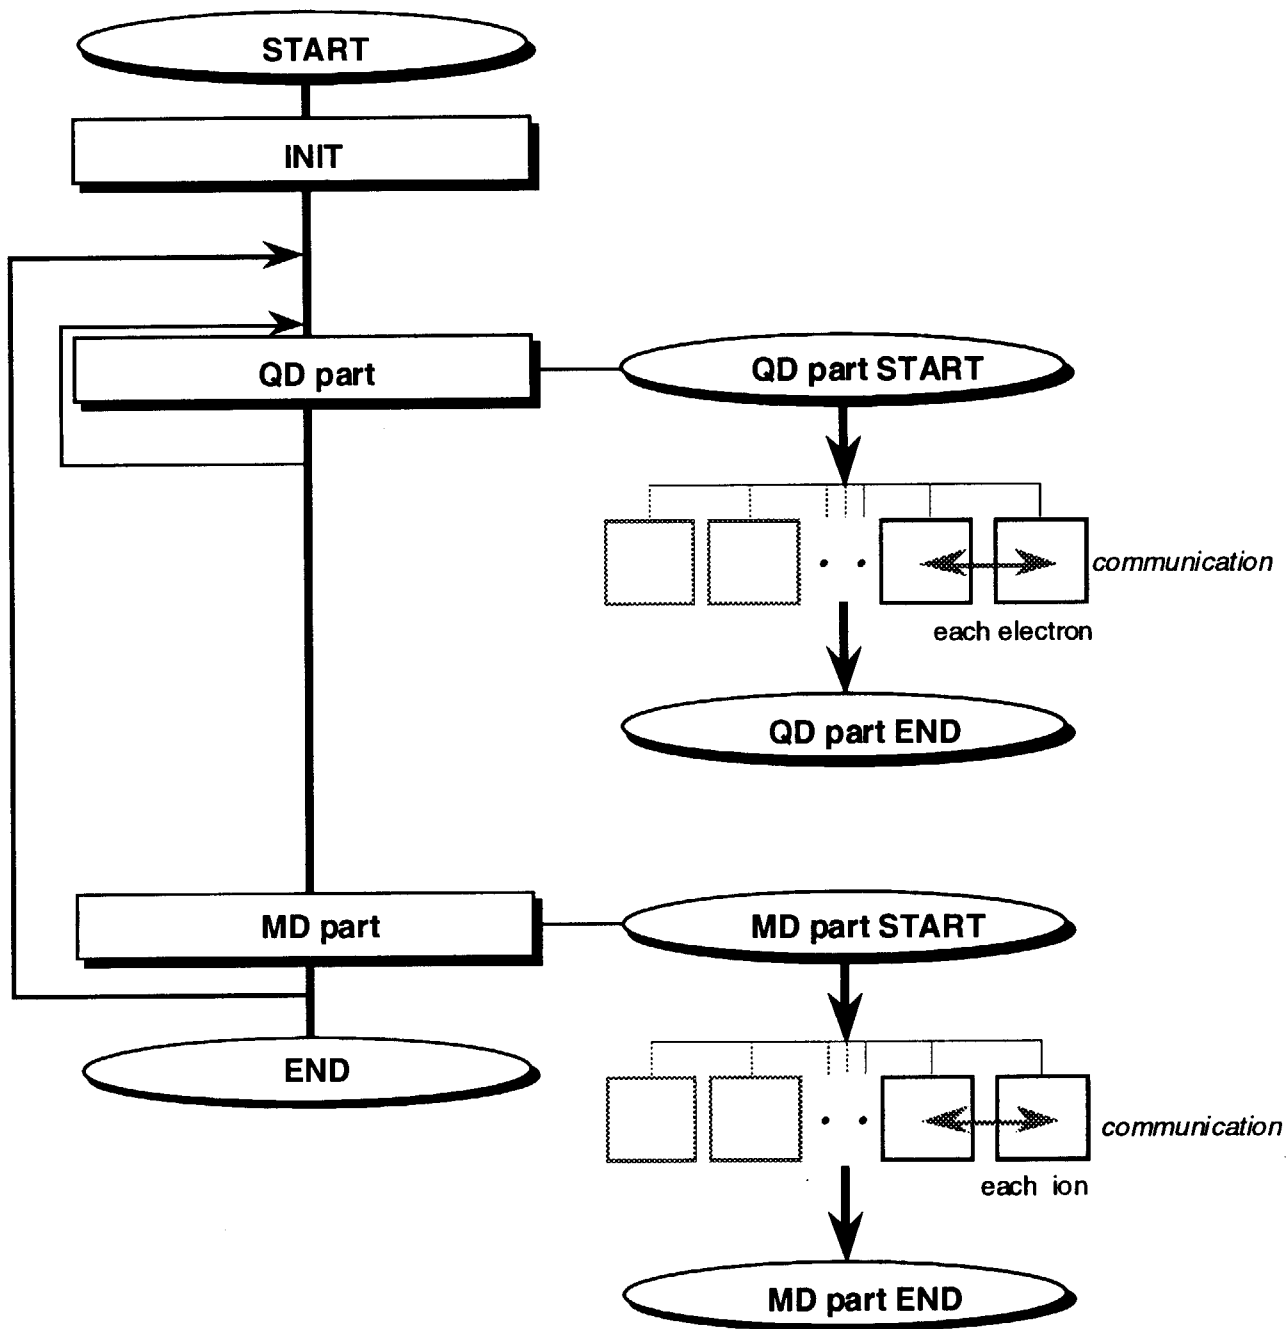 START
INIT
QD part
QD part START
communication
each electron
QD part END
MD part
MD part START
END
communication
each ion
MD part END